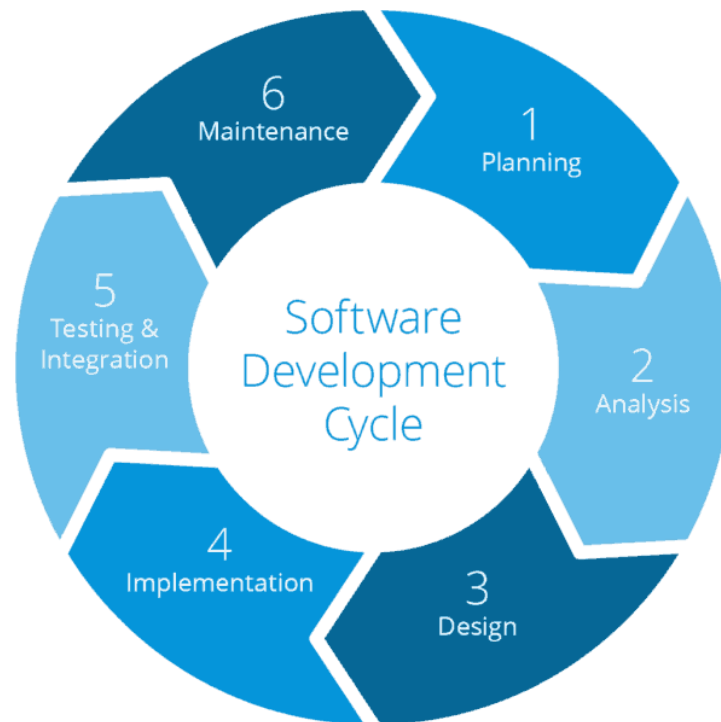 Software
Development
Cycle
1
Planning
2
Analysis
3
Design
4
Implementation
5
Testing &
Integration
6
Maintenance